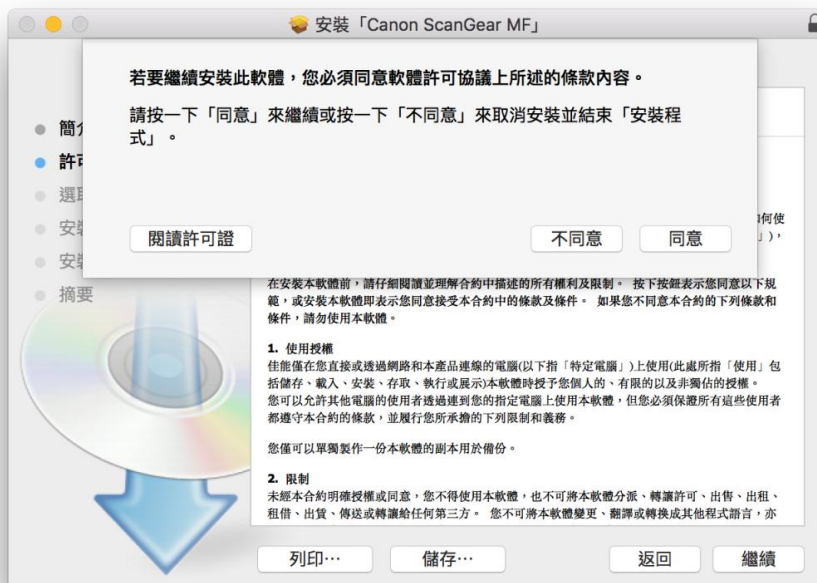 安裝「Canon ScanGear MF」
若要繼續安裝此軟體，您必須同意軟體許可協議上所述的條款內容。
請按一下「同意」來繼續或按一下「不同意」來取消安裝並結束「安裝程
式」。
閱讀許可證
不同意
同意
簡
許
選
安
安
摘要
如何使
」)，
在安裝本軟體前，請仔細閱讀並理解合約中描述的所有權利及限制。 按下按鈕表示您同意以下規
範，或安裝本軟體即表示您同意接受本合約中的條款及條件。 如果您不同意本合約的下列條款和
條件，請勿使用本軟體。
1. 使用授權
佳能僅在您直接或透過網路和本產品連線的電腦(以下指「特定電腦」)上使用(此處所指「使用」包
括儲存、載入、安裝、存取、執行或展示)本軟體時授予您個人的、有限的以及非獨佔的授權。
您可以允許其他電腦的使用者透過連到您的指定電腦上使用本軟體，但您必須保證所有這些使用者
都遵守本合約的條款，並履行您所承擔的下列限制和義務。
您僅可以單獨製作一份本軟體的副本用於備份。
2. 限制
未經本合約明確授權或同意，您不得使用本軟體，也不可將本軟體分派、轉讓許可、出售、出租、
租借、出賃、傳送或轉讓給任何第三方。 您不可將本軟體變更、翻譯或轉換成其他程式語言，亦
列印…
儲存…
返回
繼續